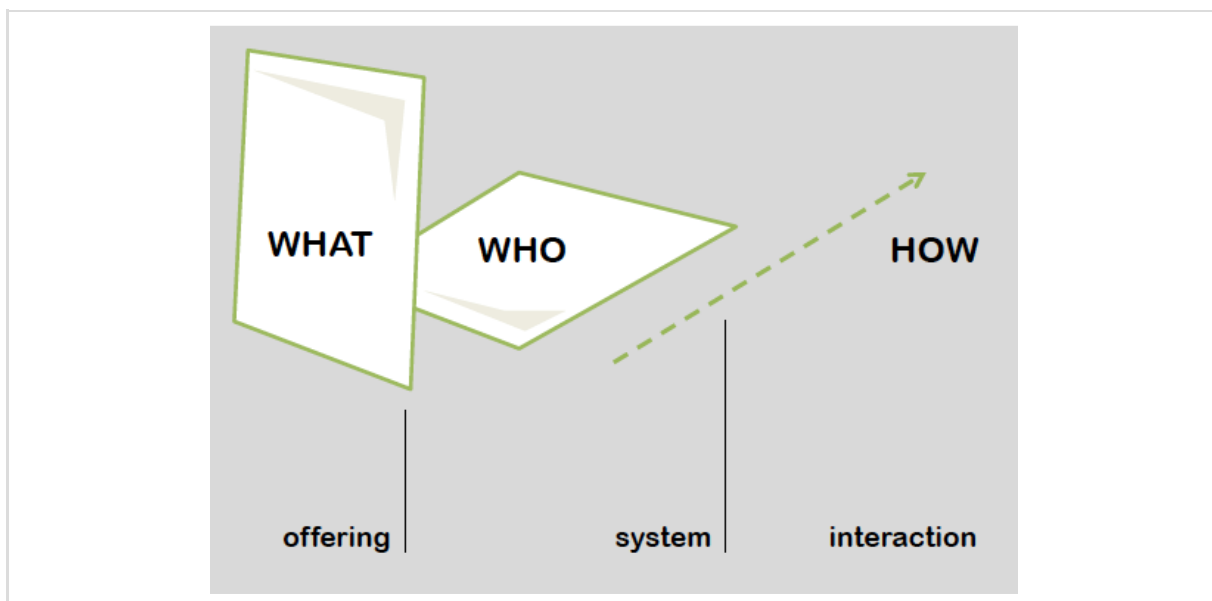 WHAT
WHO
HOW
offering
system
interaction